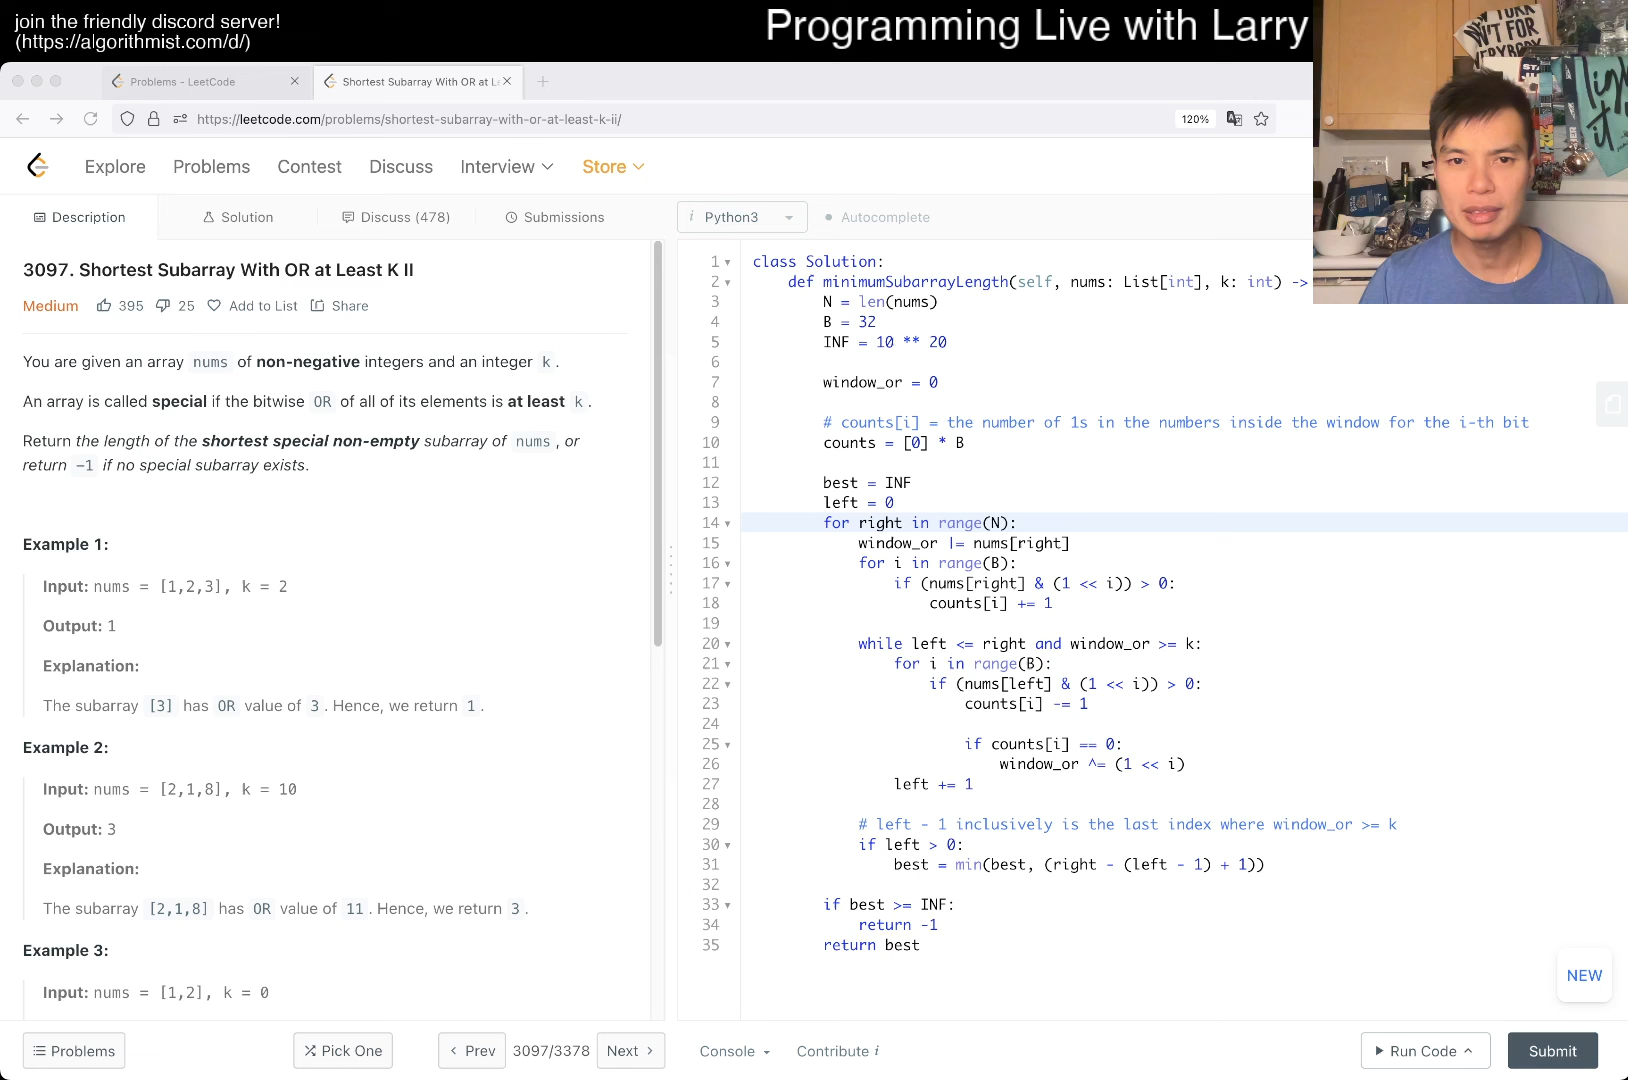 join the friendly discord server!
(https://algorithmist.com/d/)
Programming Live with Larry
Problems - LeetCode
Shortest Subarray With OR at L
https://leetcode.com/problems/shortest-subarray-with-or-at-least-k-ii/
120%
Explore
Problems
Contest
Discuss
Interview
Store
Description
Solution
Discuss (478)
Submissions
i Python3
Autocomplete
3097. Shortest Subarray With OR at Least K II
Medium
395
25
Add to List
Share
You are given an array nums of non-negative integers and an integer k.
An array is called special if the bitwise OR of all of its elements is at least k.
Return the length of the shortest special non-empty subarray of nums, or
return -1 if no special subarray exists.
Example 1:
Input: nums = [1,2,3], k = 2
Output: 1
Explanation:
The subarray [3] has OR value of 3. Hence, we return 1.
Example 2:
Input: nums = [2,1,8], k = 10
Output: 3
Explanation:
The subarray [2,1,8] has OR value of 11. Hence, we return 3.
Example 3:
Input: nums = [1,2], k = 0
1 class Solution:
2 def minimumSubarrayLength(self, nums: List[int], k: int) ->
3 N = len(nums)
4 B = 32
5 INF = 10 ** 20
6
7 window_or = 0
8
9 # counts[i] = the number of 1s in the numbers inside the window for the i-th bit
10 counts = [0] * B
11
12 best = INF
13 left = 0
14 for right in range(N):
15 window_or |= nums[right]
16 for i in range(B):
17 if (nums[right] & (1 << i)) > 0:
18 counts[i] += 1
19
20 while left <= right and window_or >= k:
21 for i in range(B):
22 if (nums[left] & (1 << i)) > 0:
23 counts[i] -= 1
24
25 if counts[i] == 0:
26 window_or ^= (1 << i)
27 left += 1
28
29 # left - 1 inclusively is the last index where window_or >= k
30 if left > 0:
31 best = min(best, (right - (left - 1) + 1))
32
33 if best >= INF:
34 return -1
35 return best
NEW
Problems
Pick One
Prev
3097/3378
Next
Console
Contribute i
Run Code
Submit